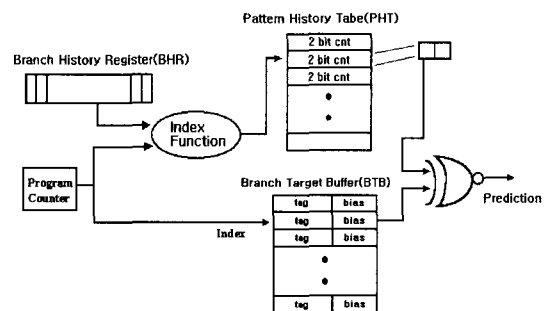 Pattern History Tabe(PHT)
2 bit cnt
2 bit cnt
2 bit cnt
Branch History Register(BHR)
Index
Function
Program
Counter
Branch Target Buffer(BTB)
tag bias
tag bias
tag bias
tag bias
Index
Prediction